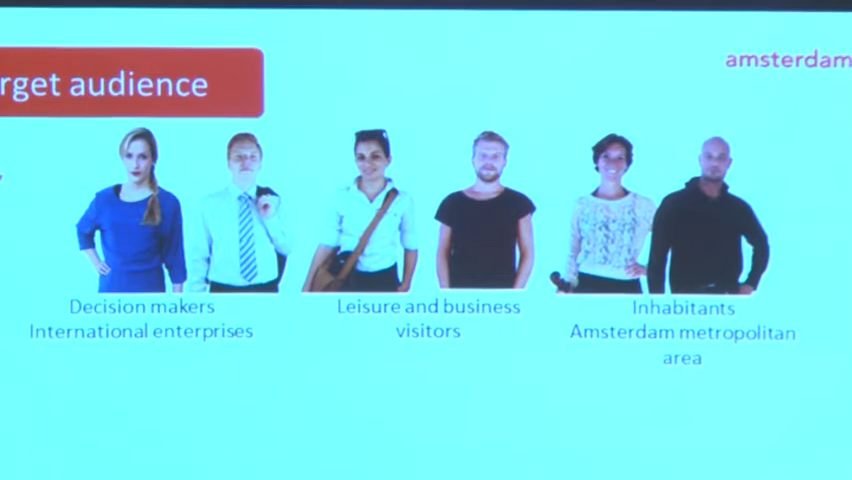 rget audience
amsterdam
Decision makers
International enterprises
Leisure and business
visitors
Inhabitants
Amsterdam metropolitan
area